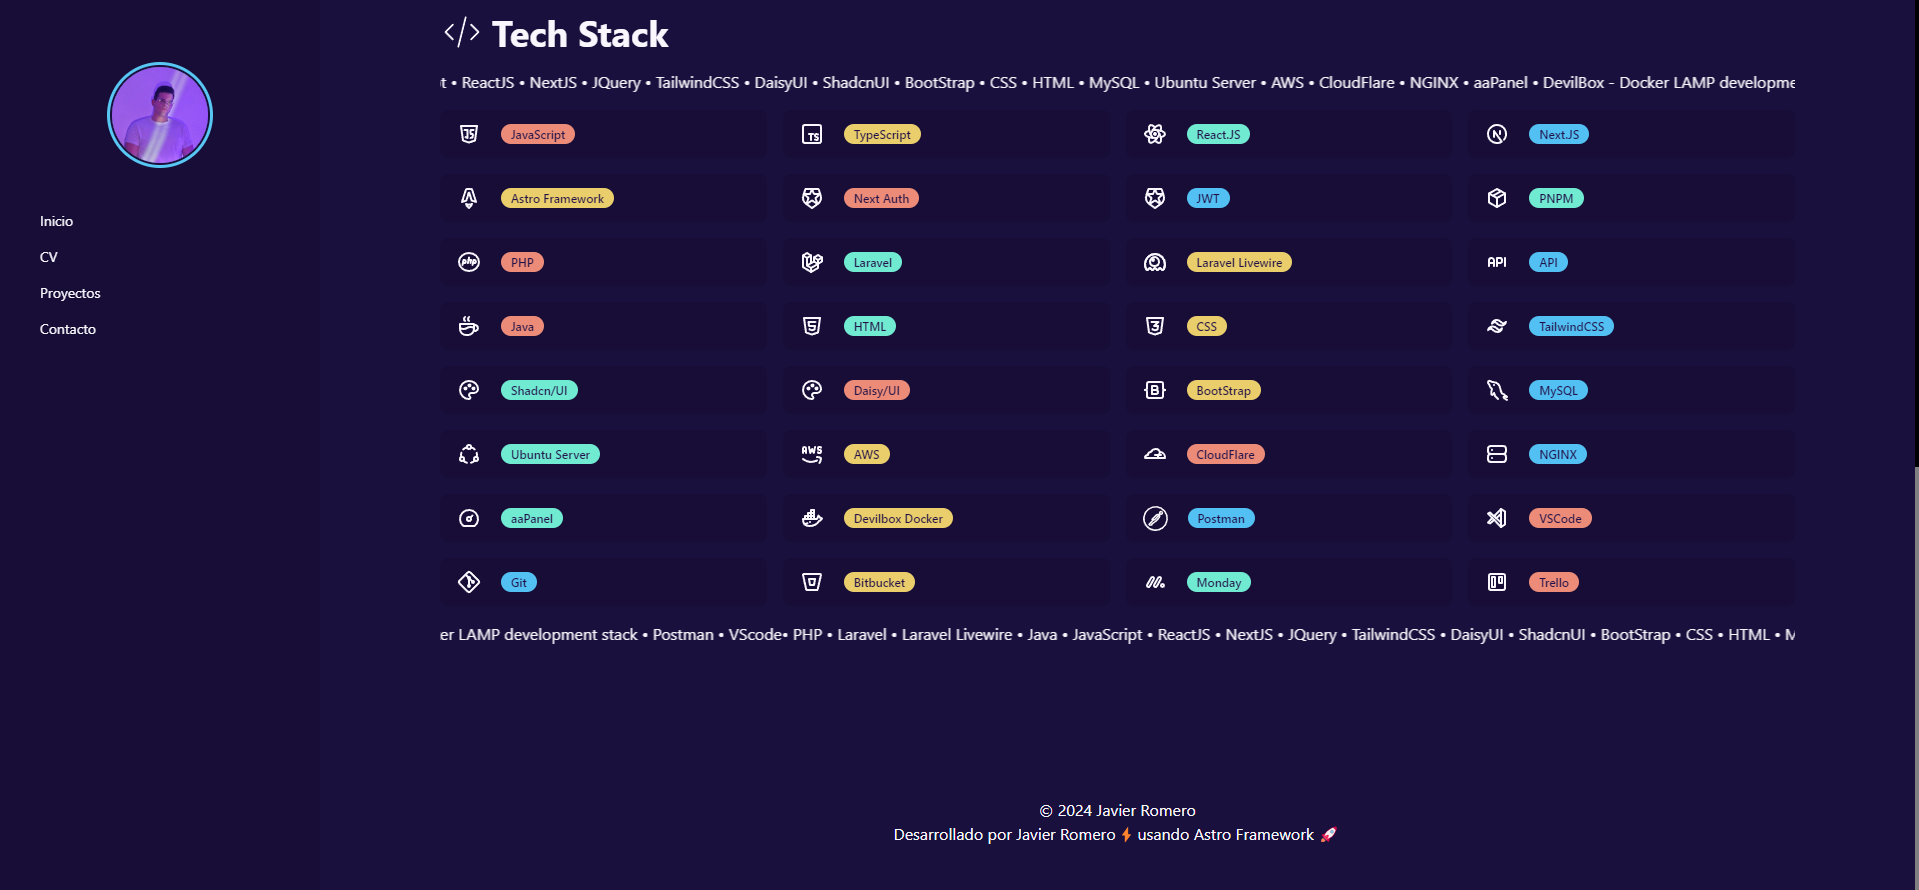 Inicio
CV
Proyectos
Contacto
</> Tech Stack
t • ReactJS • NextJS • JQuery • TailwindCSS • DaisyUI • ShadcnUI • BootStrap • CSS • HTML • MySQL • Ubuntu Server • AWS • CloudFlare • NGINX • aaPanel • DevilBox - Docker LAMP developme
JS JavaScript
TS TypeScript
React.JS
N Next.JS
Astro Framework
Next Auth
JWT
PNPM
php PHP
Laravel
Laravel Livewire
API API
Java
5 HTML
3 CSS
TailwindCSS
Shadcn/UI
Daisy/UI
B BootStrap
MySQL
Ubuntu Server
AWS AWS
CloudFlare
NGINX
aaPanel
Devilbox Docker
Postman
VSCode
Git
Bitbucket
Monday
Trello
er LAMP development stack • Postman • VScode• PHP • Laravel • Laravel Livewire • Java • JavaScript • ReactJS • NextJS • JQuery • TailwindCSS • DaisyUI • ShadcnUI • BootStrap • CSS • HTML • M
© 2024 Javier Romero
Desarrollado por Javier Romero ⚡ usando Astro Framework 🚀